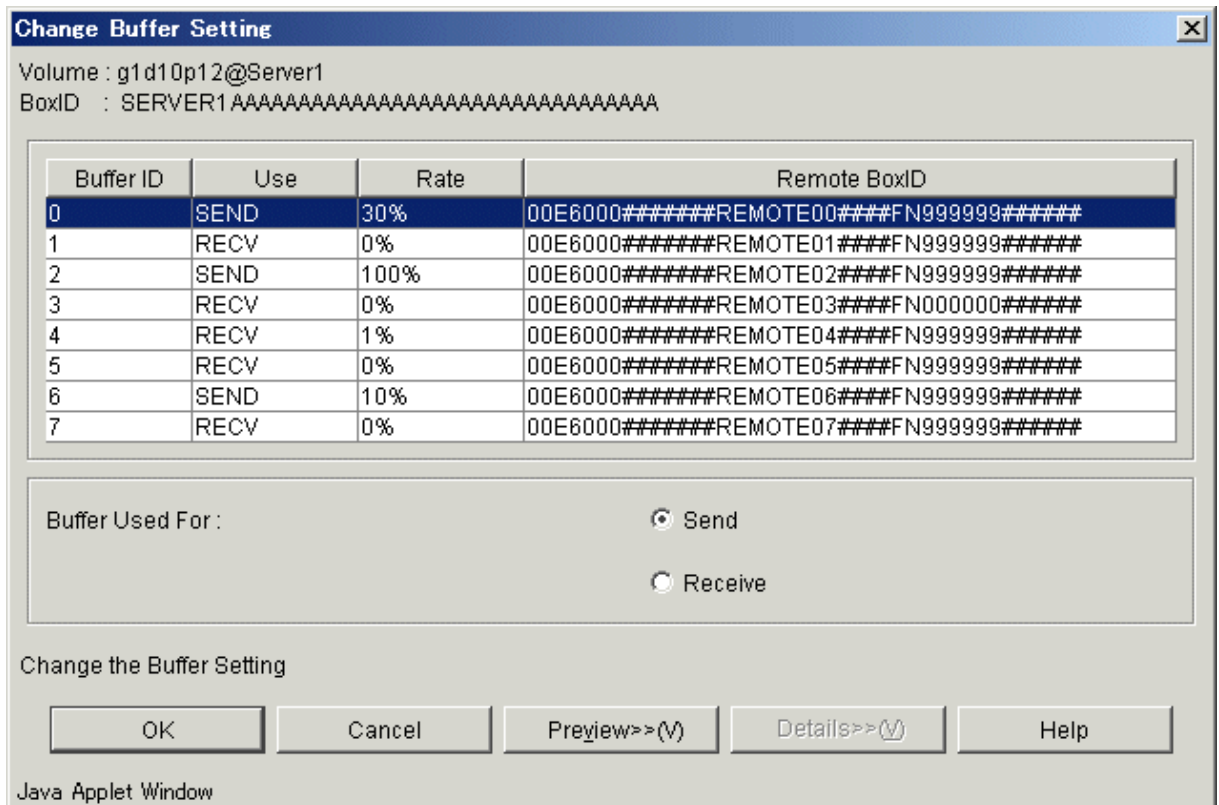 Change Buffer Setting
Volume : g1d10p12@Server1
BoxID : SERVER1AAAAAAAAAAAAAAAAAAAAAAAAAAAAAAAAA
Buffer ID Use Rate Remote BoxID
0 SEND 30% 00E6000#######REMOTE00####FN999999######
1 RECV 0% 00E6000#######REMOTE01####FN999999######
2 SEND 100% 00E6000#######REMOTE02####FN999999######
3 RECV 0% 00E6000#######REMOTE03####FN000000######
4 RECV 1% 00E6000#######REMOTE04####FN999999######
5 RECV 0% 00E6000#######REMOTE05####FN999999######
6 SEND 10% 00E6000#######REMOTE06####FN999999######
7 RECV 0% 00E6000#######REMOTE07####FN999999######
Buffer Used For : Send
Receive
Change the Buffer Setting
OK Cancel Preview>>(V) Details>>(V) Help
Java Applet Window